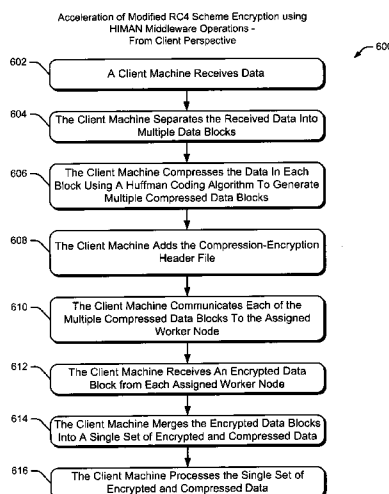 Acceleration of Modified RC4 Scheme Encryption using
HIMAN Middleware Operations -
From Client Perspective
600
602
A Client Machine Receives Data
604
The Client Machine Separates the Received Data Into
Multiple Data Blocks
606
The Client Machine Compresses the Data In Each
Block Using A Huffman Coding Algorithm To Generate
Multiple Compressed Data Blocks
608
The Client Machine Adds the Compression-Encryption
Header File
610
The Client Machine Communicates Each of the
Multiple Compressed Data Blocks To the Assigned
Worker Node
612
The Client Machine Receives An Encrypted Data
Block from Each Assigned Worker Node
614
The Client Machine Merges the Encrypted Data Blocks
Into A Single Set of Encrypted and Compressed Data
616
The Client Machine Processes the Single Set of
Encrypted and Compressed Data